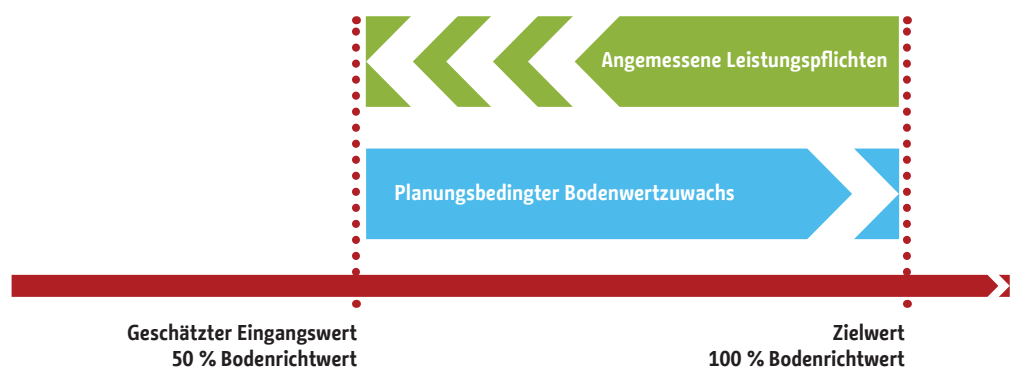 Angemessene Leistungspflichten
Planungsbedingter Bodenwertzuwachs
Geschätzter Eingangswert
50 % Bodenrichtwert
Zielwert
100 % Bodenrichtwert